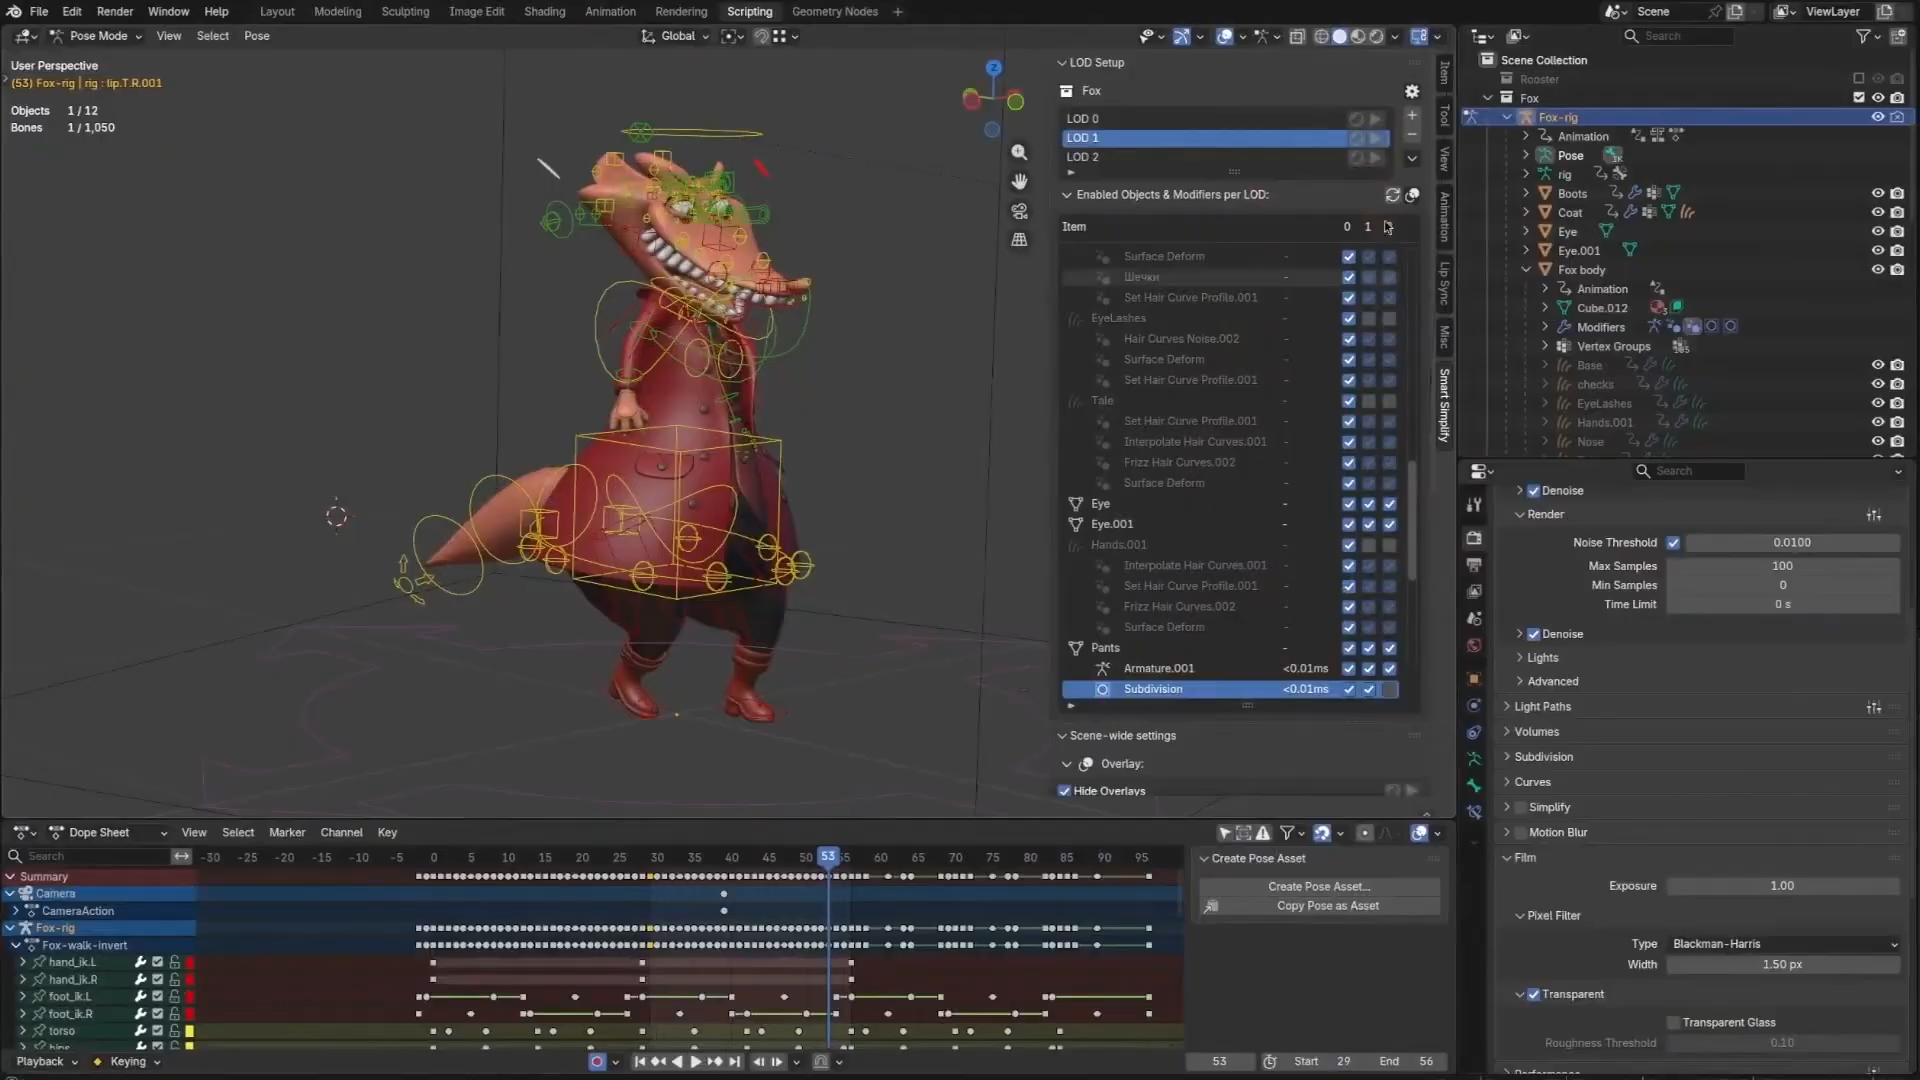 File Edit Render Window Help Layout Modeling Sculpting Image Edit Shading Animation Rendering Scripting Geometry Nodes + Scene ViewLayer
Pose Mode View Select Pose Global Search
User Perspective
(53) Fox-rig | rig : lip.T.R.001
Objects 1 / 12
Bones 1 / 1,050
Z
LOD Setup
Fox
LOD 0
LOD 1
LOD 2
Enabled Objects & Modifiers per LOD:
Item 0 1
Surface Deform -
Шечки -
Set Hair Curve Profile.001 -
EyeLashes
Hair Curves Noise.002 -
Surface Deform -
Set Hair Curve Profile.001 -
Tale
Set Hair Curve Profile.001 -
Interpolate Hair Curves.001 -
Frizz Hair Curves.002 -
Surface Deform -
Eye -
Eye.001 -
Hands.001 -
Interpolate Hair Curves.001 -
Set Hair Curve Profile.001 -
Frizz Hair Curves.002 -
Surface Deform -
Pants -
Armature.001 <0.01ms
Subdivision <0.01ms
Scene-wide settings
Overlay:
Hide Overlays
Item
Tool
View
Animation
Lip Sync
Misc
Smart Simplify
Scene Collection
Rooster
Fox
Fox-rig
Animation
Pose
rig
Boots
Coat
Eye
Eye.001
Fox body
Animation
Cube.012
Modifiers
Vertex Groups
Base
checks
EyeLashes
Hands.001
Nose
Search
Denoise
Render
Noise Threshold 0.0100
Max Samples 100
Min Samples 0
Time Limit 0 s
Denoise
Lights
Advanced
Light Paths
Volumes
Subdivision
Curves
Simplify
Motion Blur
Film
Exposure 1.00
Pixel Filter
Type Blackman-Harris
Width 1.50 px
Transparent
Transparent Glass
Roughness Threshold 0.10
Dope Sheet View Select Marker Channel Key
Search -30 -25 -20 -15 -10 -5 0 5 10 15 20 25 30 35 40 45 50 53 55 60 65 70 75 80 85 90 95
Summary
Camera
CameraAction
Fox-rig
Fox-walk-invert
hand_ik.L
hand_ik.R
foot_ik.L
foot_ik.R
torso
hips
Create Pose Asset
Create Pose Asset...
Copy Pose as Asset
Playback Keying 53 Start 29 End 56